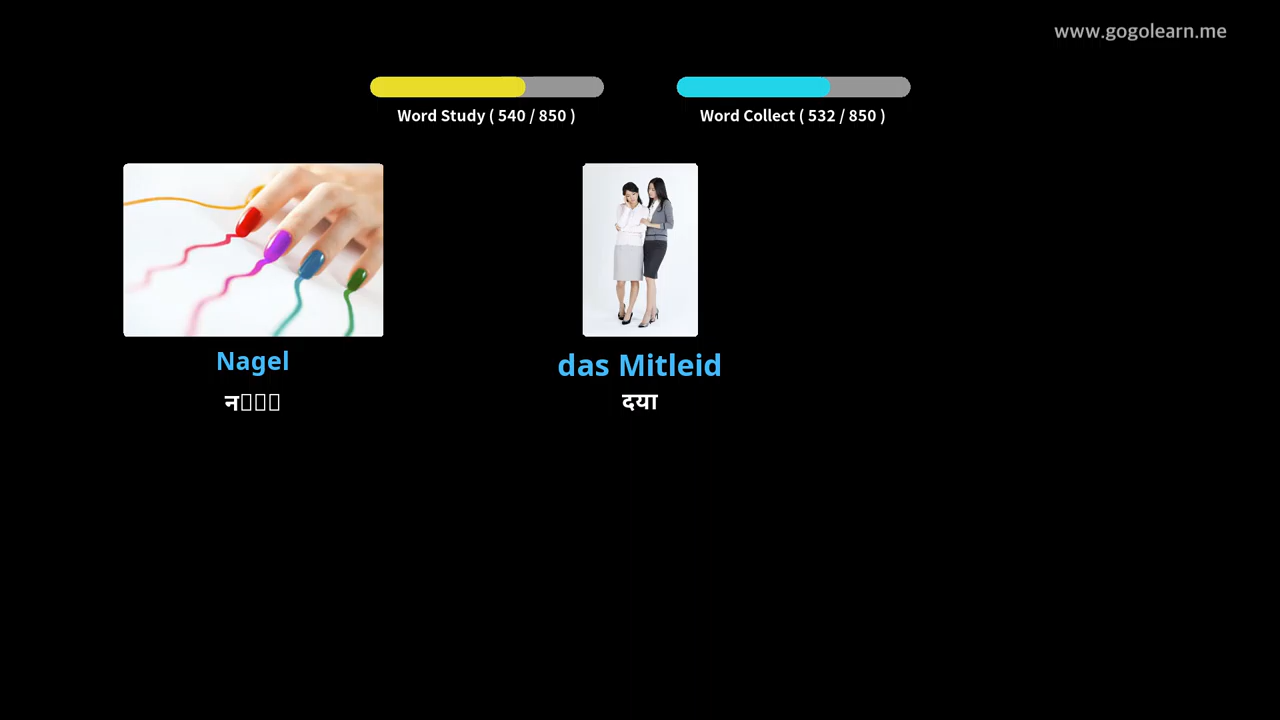 www.gogolearn.me
Word Study ( 540 / 850 )
Word Collect ( 532 / 850 )
Nagel
das Mitleid
दया